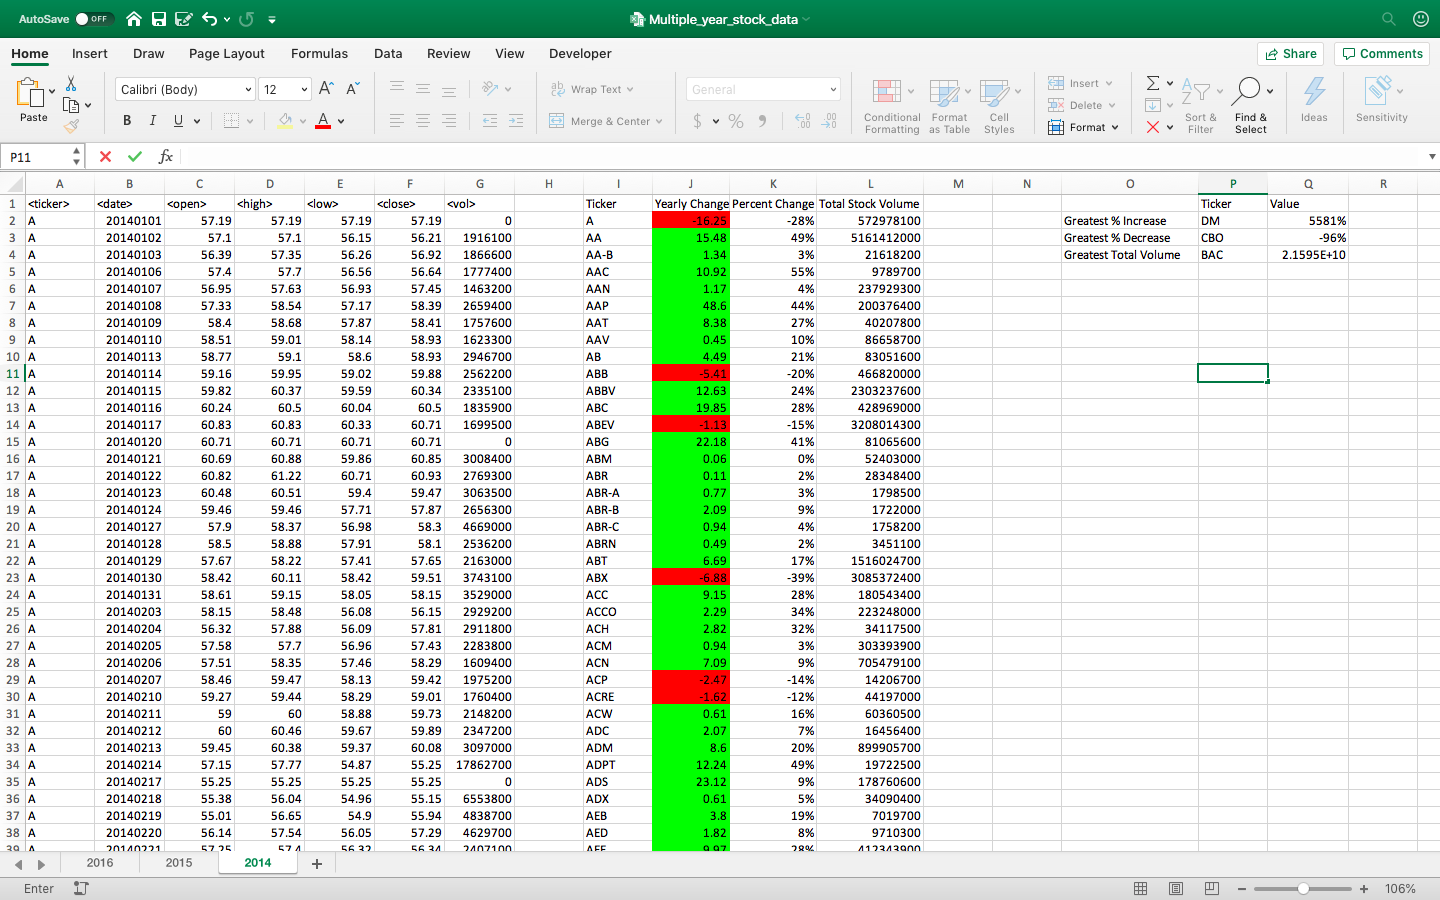 AutoSave OFF Multiple_year_stock_data
Home Insert Draw Page Layout Formulas Data Review View Developer Share Comments
Paste Calibri (Body) 12 A A Wrap Text General Insert
B I U A Merge & Center $ % Conditional Formatting Format as Table Cell Styles Delete Format Sort & Filter Find & Select Ideas Sensitivity
P11 fx
A B C D E F G H I J K L M N O P Q R
1 <ticker> <date> <open> <high> <low> <close> <vol> Ticker Yearly Change Percent Change Total Stock Volume Ticker Value
2 A 20140101 57.19 57.19 57.19 57.19 0 A -16.25 -28% 572978100 Greatest % Increase DM 5581%
3 A 20140102 57.1 57.1 56.15 56.21 1916100 AA 15.48 49% 5161412000 Greatest % Decrease CBO -96%
4 A 20140103 56.39 57.35 56.26 56.92 1866600 AA-B 1.34 3% 21618200 Greatest Total Volume BAC 2.1595E+10
5 A 20140106 57.4 57.7 56.56 56.64 1777400 AAC 10.92 55% 9789700
6 A 20140107 56.95 57.63 56.93 57.45 1463200 AAN 1.17 4% 237929300
7 A 20140108 57.33 58.54 57.17 58.39 2659400 AAP 48.6 44% 200376400
8 A 20140109 58.4 58.68 57.87 58.41 1757600 AAT 8.38 27% 40207800
9 A 20140110 58.51 59.01 58.14 58.93 1623300 AAV 0.45 10% 86658700
10 A 20140113 58.77 59.1 58.6 58.93 2946700 AB 4.49 21% 83051600
11 A 20140114 59.16 59.95 59.02 59.88 2562200 ABB -5.41 -20% 466820000
12 A 20140115 59.82 60.37 59.59 60.34 2335100 ABBV 12.63 24% 2303237600
13 A 20140116 60.24 60.5 60.04 60.5 1835900 ABC 19.85 28% 428969000
14 A 20140117 60.83 60.83 60.33 60.71 1699500 ABEV -1.13 -15% 3208014300
15 A 20140120 60.71 60.71 60.71 60.71 0 ABG 22.18 41% 81065600
16 A 20140121 60.69 60.88 59.86 60.85 3008400 ABM 0.06 0% 52403000
17 A 20140122 60.82 61.22 60.71 60.93 2769300 ABR 0.11 2% 28348400
18 A 20140123 60.48 60.51 59.4 59.47 3063500 ABR-A 0.77 3% 1798500
19 A 20140124 59.46 59.46 57.71 57.87 2656300 ABR-B 2.09 9% 1722000
20 A 20140127 57.9 58.37 56.98 58.3 4669000 ABR-C 0.94 4% 1758200
21 A 20140128 58.5 58.88 57.91 58.1 2536200 ABRN 0.49 2% 3451100
22 A 20140129 57.67 58.22 57.41 57.65 2163000 ABT 6.69 17% 1516024700
23 A 20140130 58.42 60.11 58.42 59.51 3743100 ABX -6.88 -39% 3085372400
24 A 20140131 58.61 59.15 58.05 58.15 3529000 ACC 9.15 28% 180543400
25 A 20140203 58.15 58.48 56.08 56.15 2929200 ACCO 2.29 34% 223248000
26 A 20140204 56.32 57.88 56.09 57.81 2911800 ACH 2.82 32% 34117500
27 A 20140205 57.58 57.7 56.96 57.43 2283800 ACM 0.94 3% 303393900
28 A 20140206 57.51 58.35 57.46 58.29 1609400 ACN 7.09 9% 705479100
29 A 20140207 58.46 59.47 58.13 59.42 1975200 ACP -2.47 -14% 14206700
30 A 20140210 59.27 59.44 58.29 59.01 1760400 ACRE -1.62 -12% 44197000
31 A 20140211 59 60 58.88 59.73 2148200 ACW 0.61 16% 60360500
32 A 20140212 60 60.46 59.67 59.89 2347200 ADC 2.07 7% 16456400
33 A 20140213 59.45 60.38 59.37 60.08 3097000 ADM 8.6 20% 899905700
34 A 20140214 57.15 57.77 54.87 55.25 17862700 ADPT 12.24 49% 19722500
35 A 20140217 55.25 55.25 55.25 55.25 0 ADS 23.12 9% 178760600
36 A 20140218 55.38 56.04 54.96 55.15 6553800 ADX 0.61 5% 34090400
37 A 20140219 55.01 56.65 54.9 55.94 4838700 AEB 3.8 19% 7019700
38 A 20140220 56.14 57.54 56.05 57.29 4629700 AED 1.82 8% 9710300
39 A 20140221 57.25 57.4 56.32 56.34 2407100 AEE 9.97 28% 412343900
2016 2015 2014 +
Enter 106%